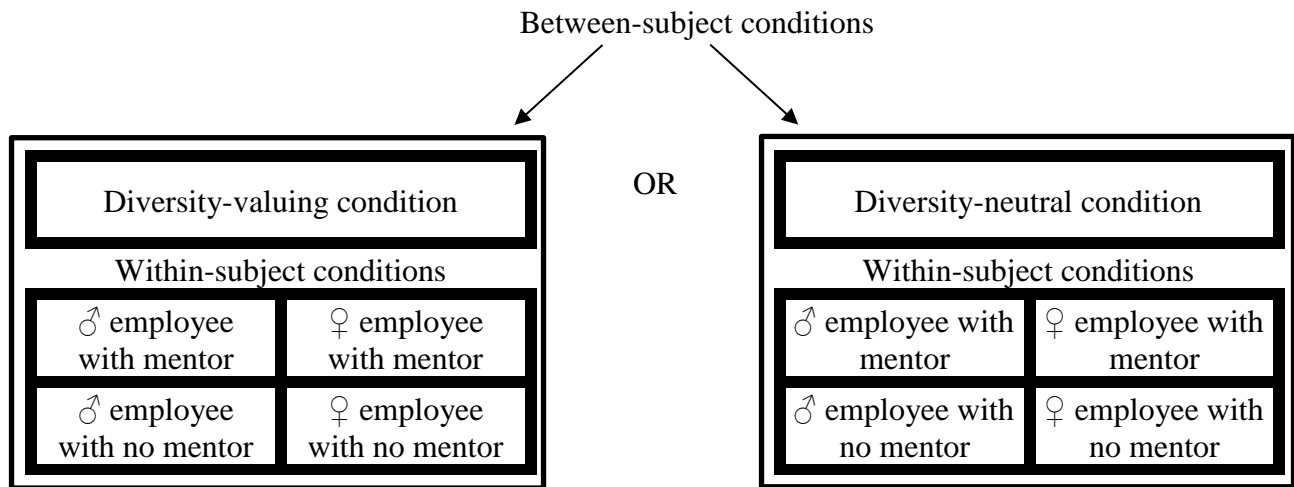 Between-subject conditions
OR
Diversity-valuing condition
Within-subject conditions
♂ employee
with mentor
♀ employee
with mentor
♂ employee
with no mentor
♀ employee
with no mentor
Diversity-neutral condition
Within-subject conditions
♂ employee with
mentor
♀ employee with
mentor
♂ employee with
no mentor
♀ employee with
no mentor